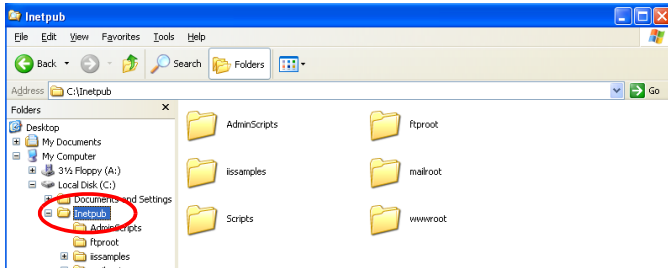 Inetpub
File Edit View Favorites Tools Help
Back Search Folders
Address C:\Inetpub Go
Folders x
Desktop
My Documents
My Computer
3½ Floppy (A:)
Local Disk (C:)
Documents and Settings
Inetpub
AdminScripts
ftproot
iissamples
AdminScripts ftproot
iissamples mailroot
Scripts wwwroot